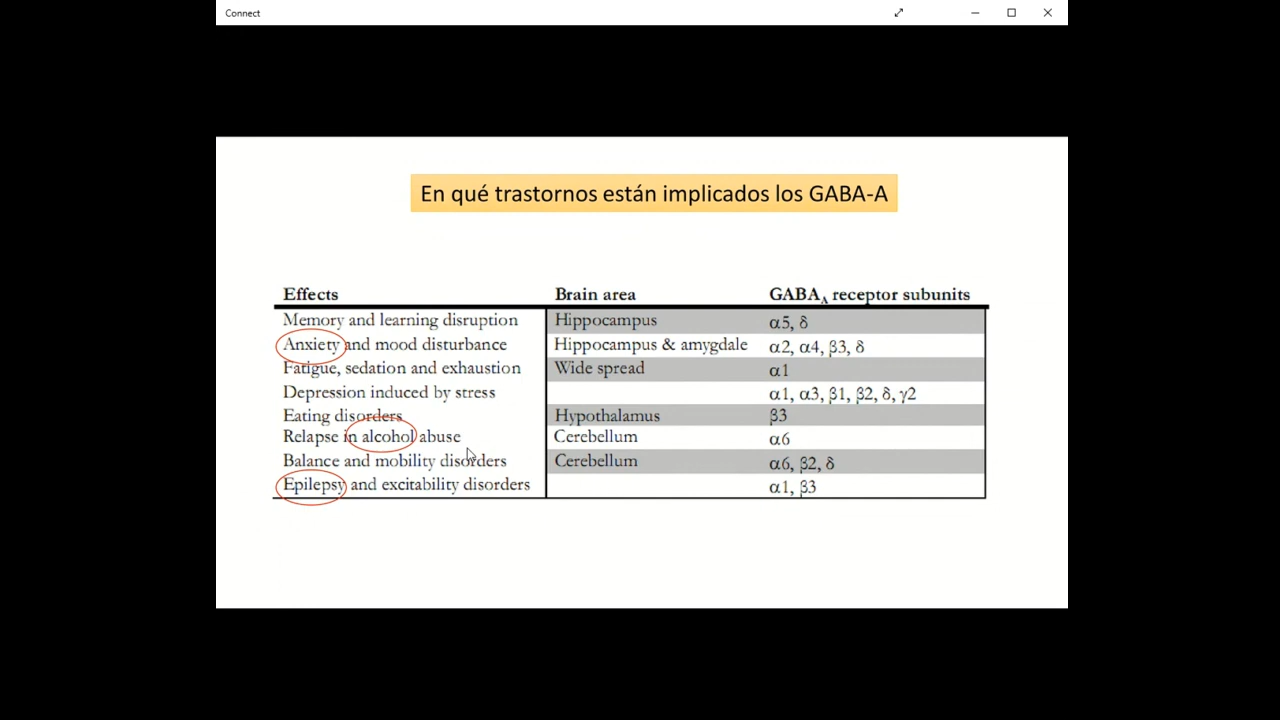 Connect
En qué trastornos están implicados los GABA-A
Effects Brain area GABAA receptor subunits
Memory and learning disruption Hippocampus α5, δ
Anxiety and mood disturbance Hippocampus & amygdale α2, α4, β3, δ
Fatigue, sedation and exhaustion Wide spread α1
Depression induced by stress α1, α3, β1, β2, δ, γ2
Eating disorders Hypothalamus β3
Relapse in alcohol abuse Cerebellum α6
Balance and mobility disorders Cerebellum α6, β2, δ
Epilepsy and excitability disorders α1, β3